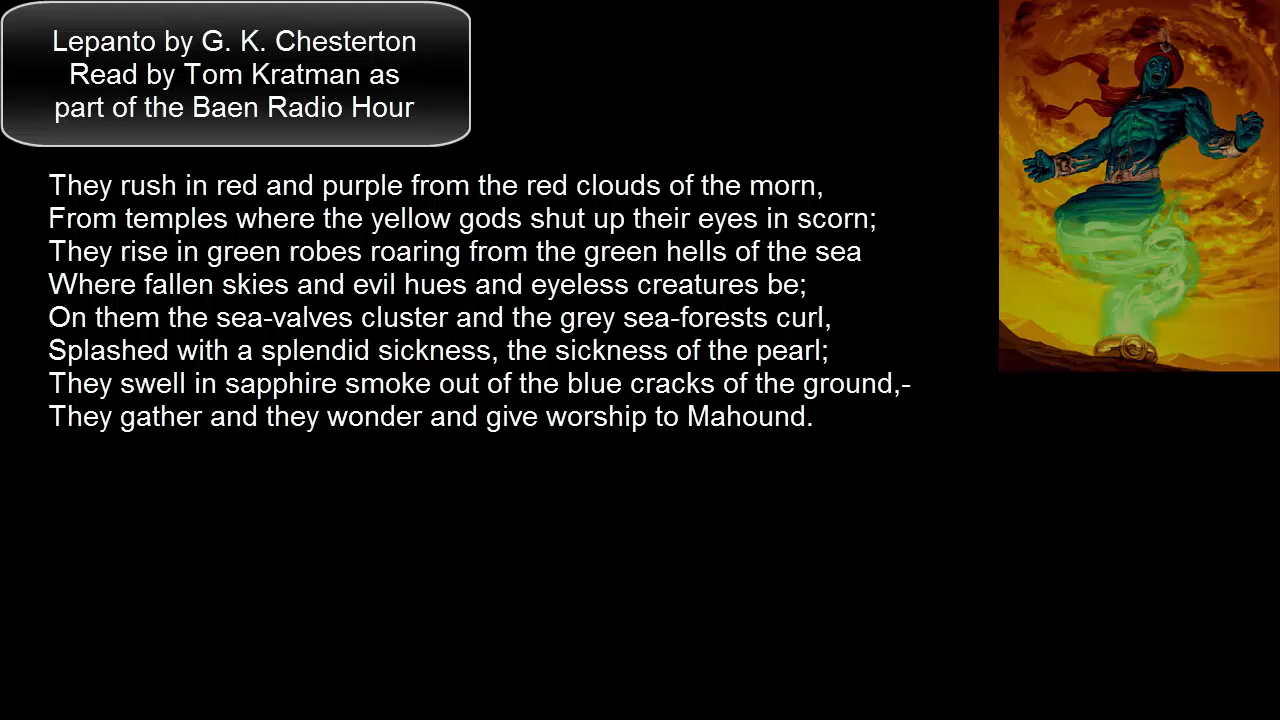 Lepanto by G. K. Chesterton
Read by Tom Kratman as
part of the Baen Radio Hour
They rush in red and purple from the red clouds of the morn,
From temples where the yellow gods shut up their eyes in scorn;
They rise in green robes roaring from the green hells of the sea
Where fallen skies and evil hues and eyeless creatures be;
On them the sea-valves cluster and the grey sea-forests curl,
Splashed with a splendid sickness, the sickness of the pearl;
They swell in sapphire smoke out of the blue cracks of the ground,-
They gather and they wonder and give worship to Mahound.